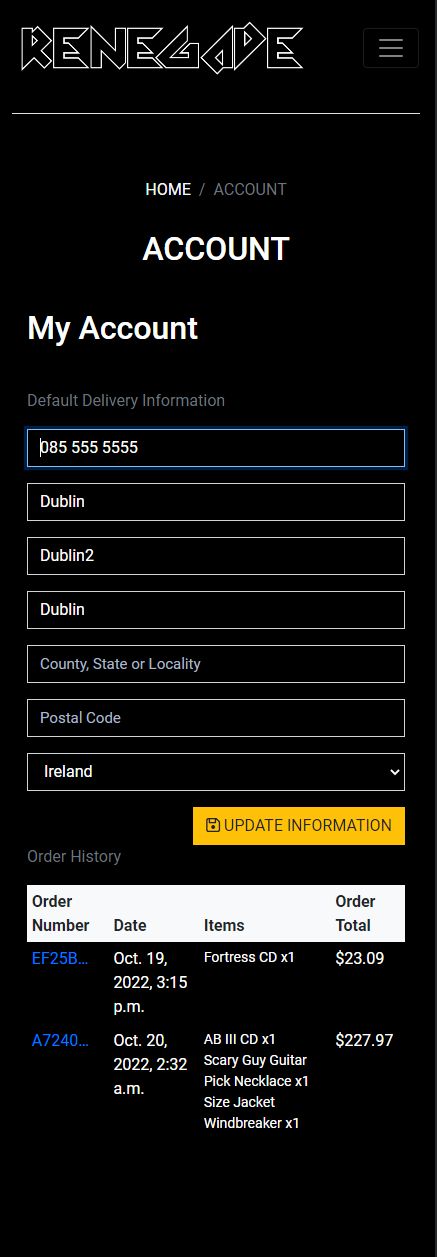 RENEGADE
HOME / ACCOUNT
ACCOUNT
My Account
Default Delivery Information
085 555 5555
Dublin
Dublin2
Dublin
County, State or Locality
Postal Code
Ireland
UPDATE INFORMATION
Order History
Order Number Date Items Order Total
EF25B... Oct. 19, 2022, 3:15 p.m. Fortress CD x1 $23.09
A7240... Oct. 20, 2022, 2:32 a.m. AB III CD x1 Scary Guy Guitar Pick Necklace x1 Size Jacket Windbreaker x1 $227.97